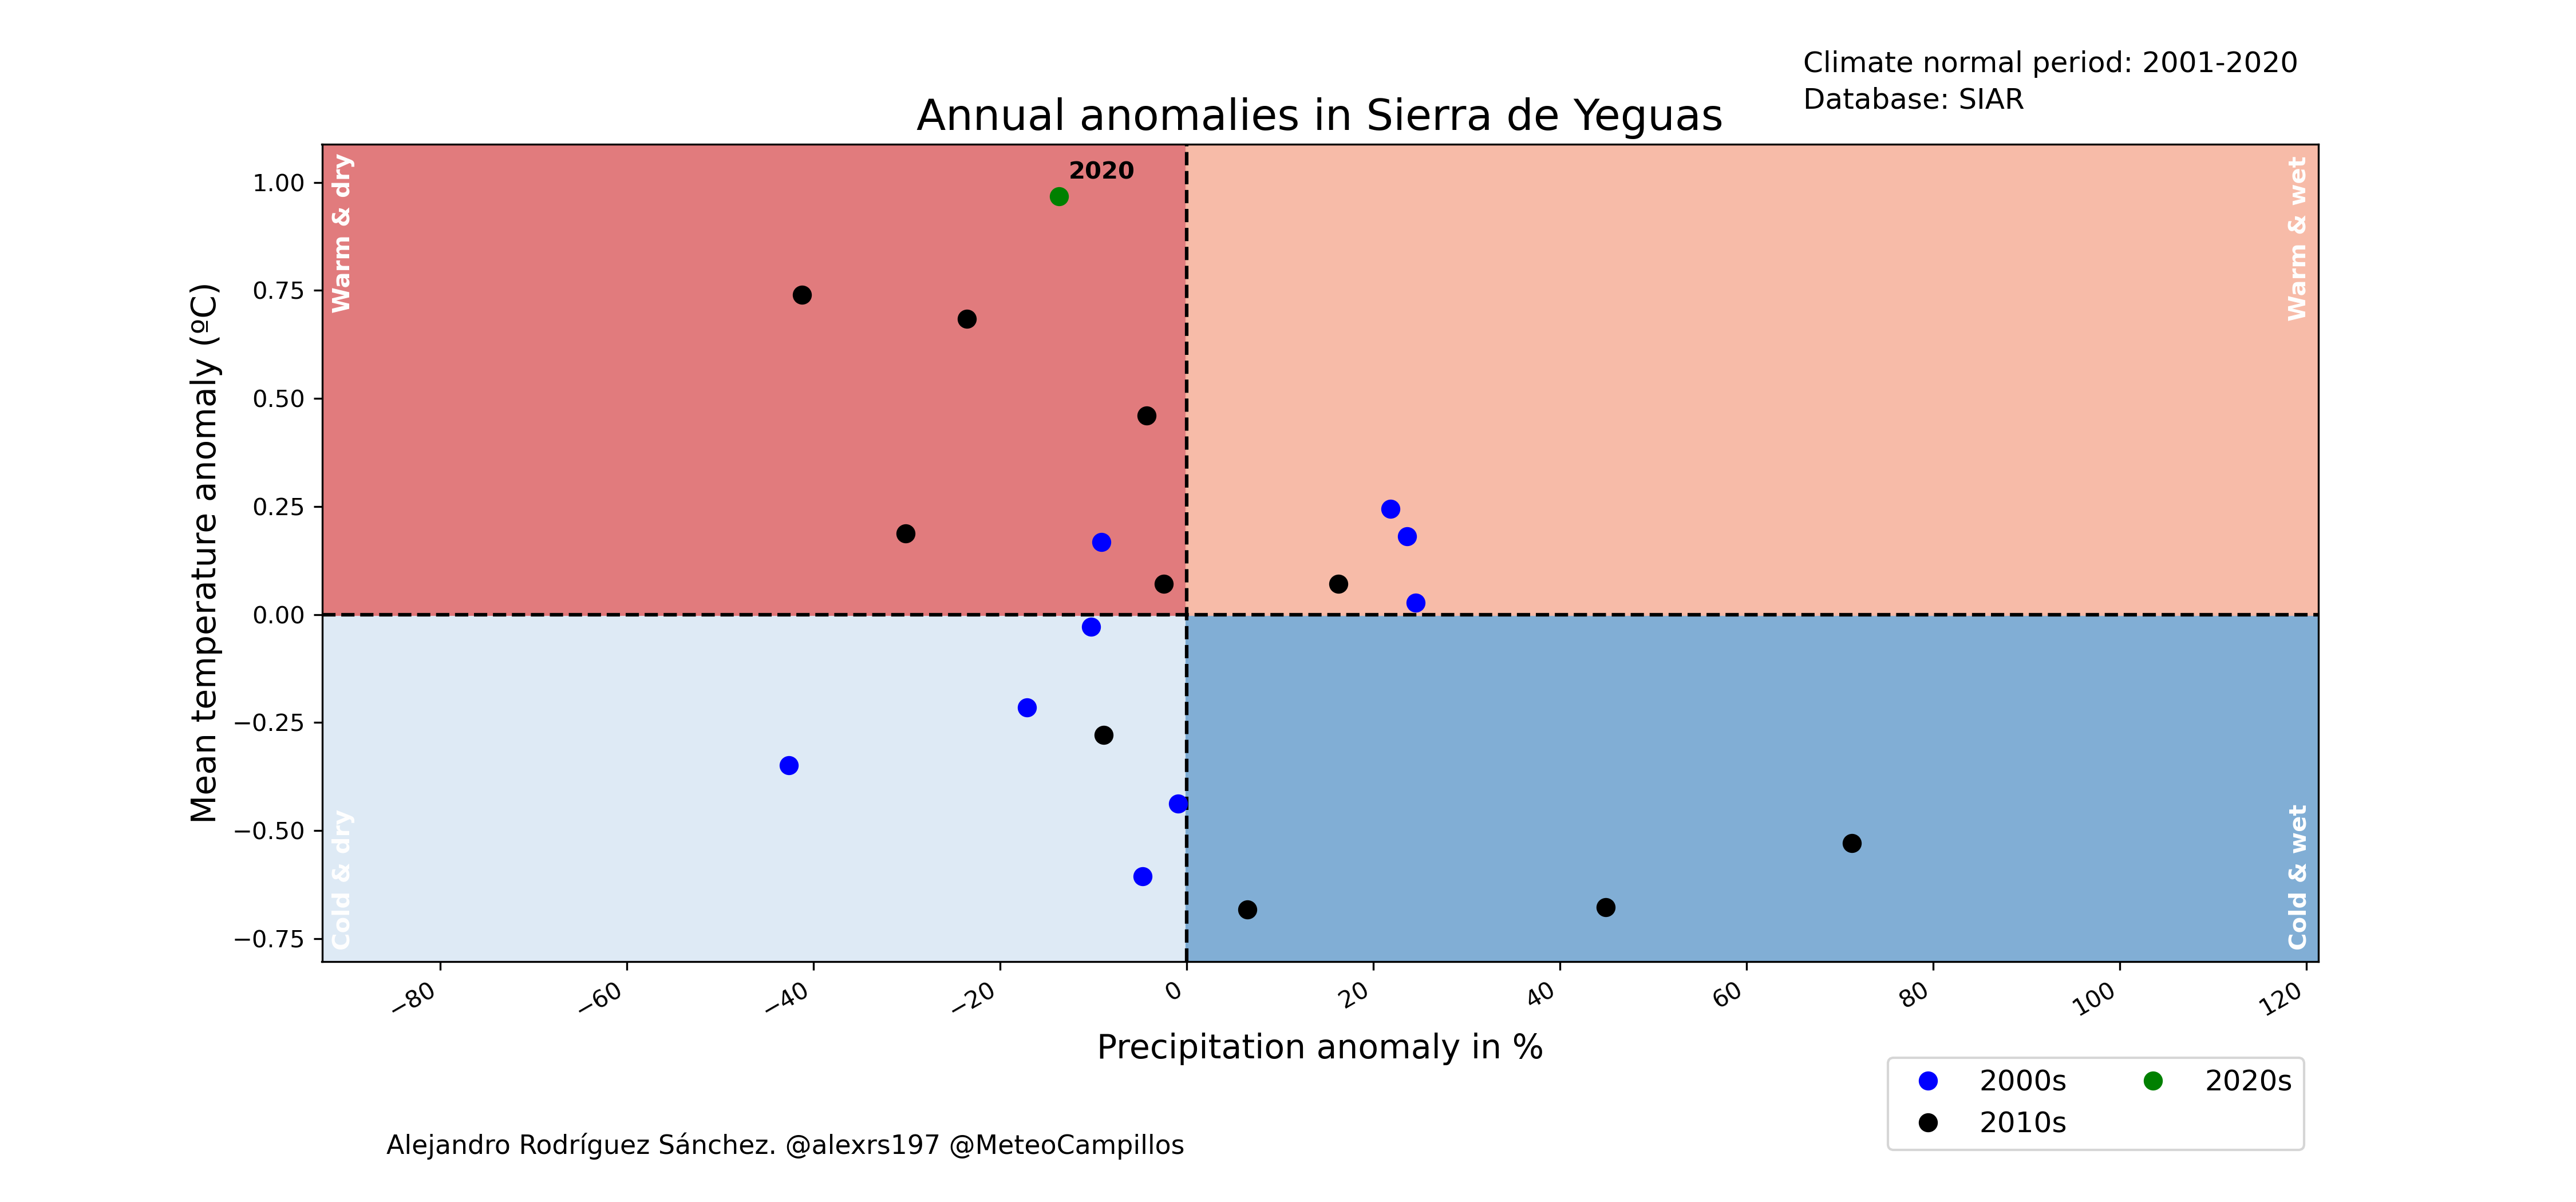 Climate normal period: 2001-2020
Database: SIAR
Annual anomalies in Sierra de Yeguas
Warm & dry
Warm & wet
2020
Mean temperature anomaly (ºC)
1.00
0.75
0.50
0.25
0.00
−0.25
−0.50
−0.75
Cold & dry
Cold & wet
−80
−60
−40
−20
0
20
40
60
80
100
120
Precipitation anomaly in %
2000s
2010s
2020s
Alejandro Rodríguez Sánchez. @alexrs197 @MeteoCampillos